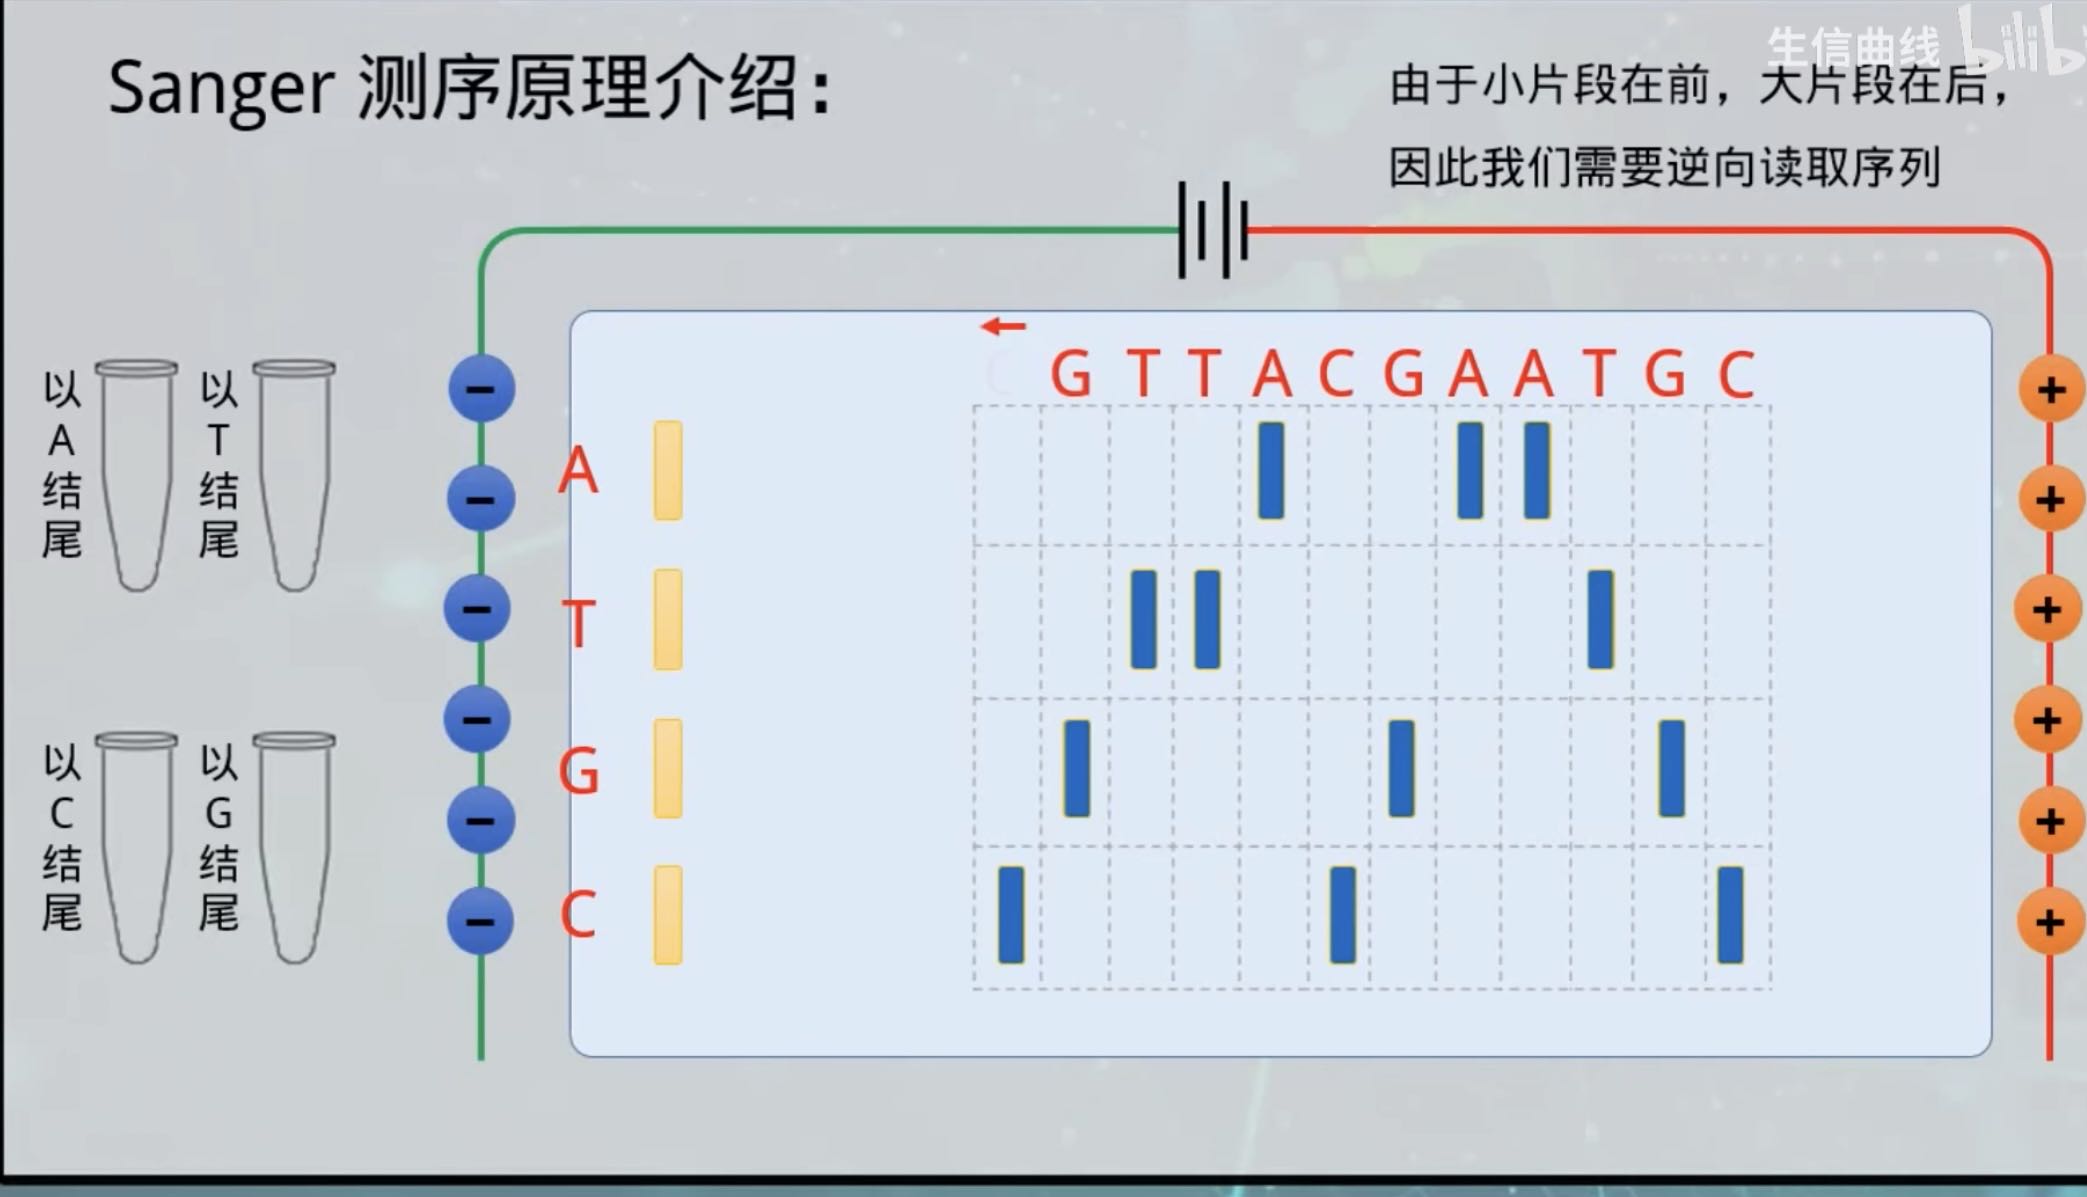 生信曲线 bilib
Sanger 测序原理介绍：
由于小片段在前，大片段在后，
因此我们需要逆向读取序列
C G T T A C G A A T G C
以A结尾
以T结尾
A
T
G
C
以C结尾
以G结尾